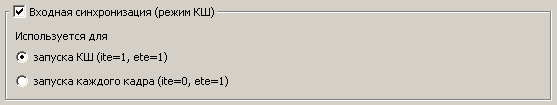 Входная синхронизация (режим КШ)
Используется для
запуска КШ (ite=1, ete=1)
запуска каждого кадра (ite=0, ete=1)